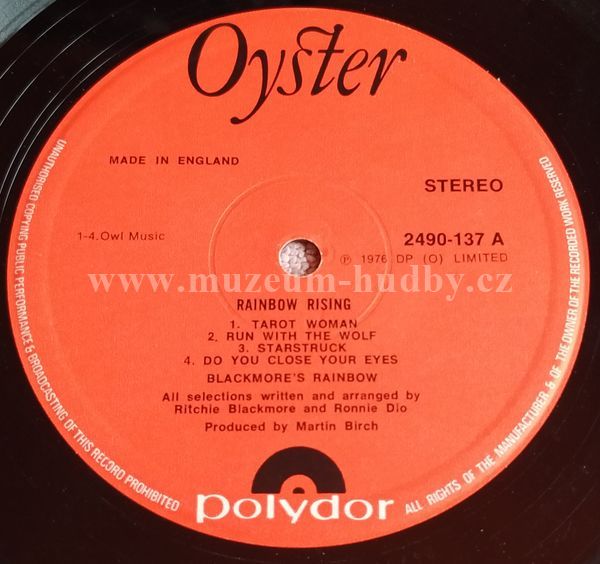 Oyster
MADE IN ENGLAND
STEREO
1-4.Owl Music
2490-137 A
Ⓟ 1976 DP (O) LIMITED
www.muzeum-hudby.cz
RAINBOW RISING
1. TAROT WOMAN
2. RUN WITH THE WOLF
3. STARSTRUCK
4. DO YOU CLOSE YOUR EYES
BLACKMORE'S RAINBOW
All selections written and arranged by
Ritchie Blackmore and Ronnie Dio
Produced by Martin Birch
polydor
UNAUTHORISED COPYING PUBLIC PERFORMANCE & BROADCASTING OF THIS RECORD PROHIBITED
ALL RIGHTS OF THE MANUFACTURER & OF THE OWNER OF THE RECORDED WORK RESERVED